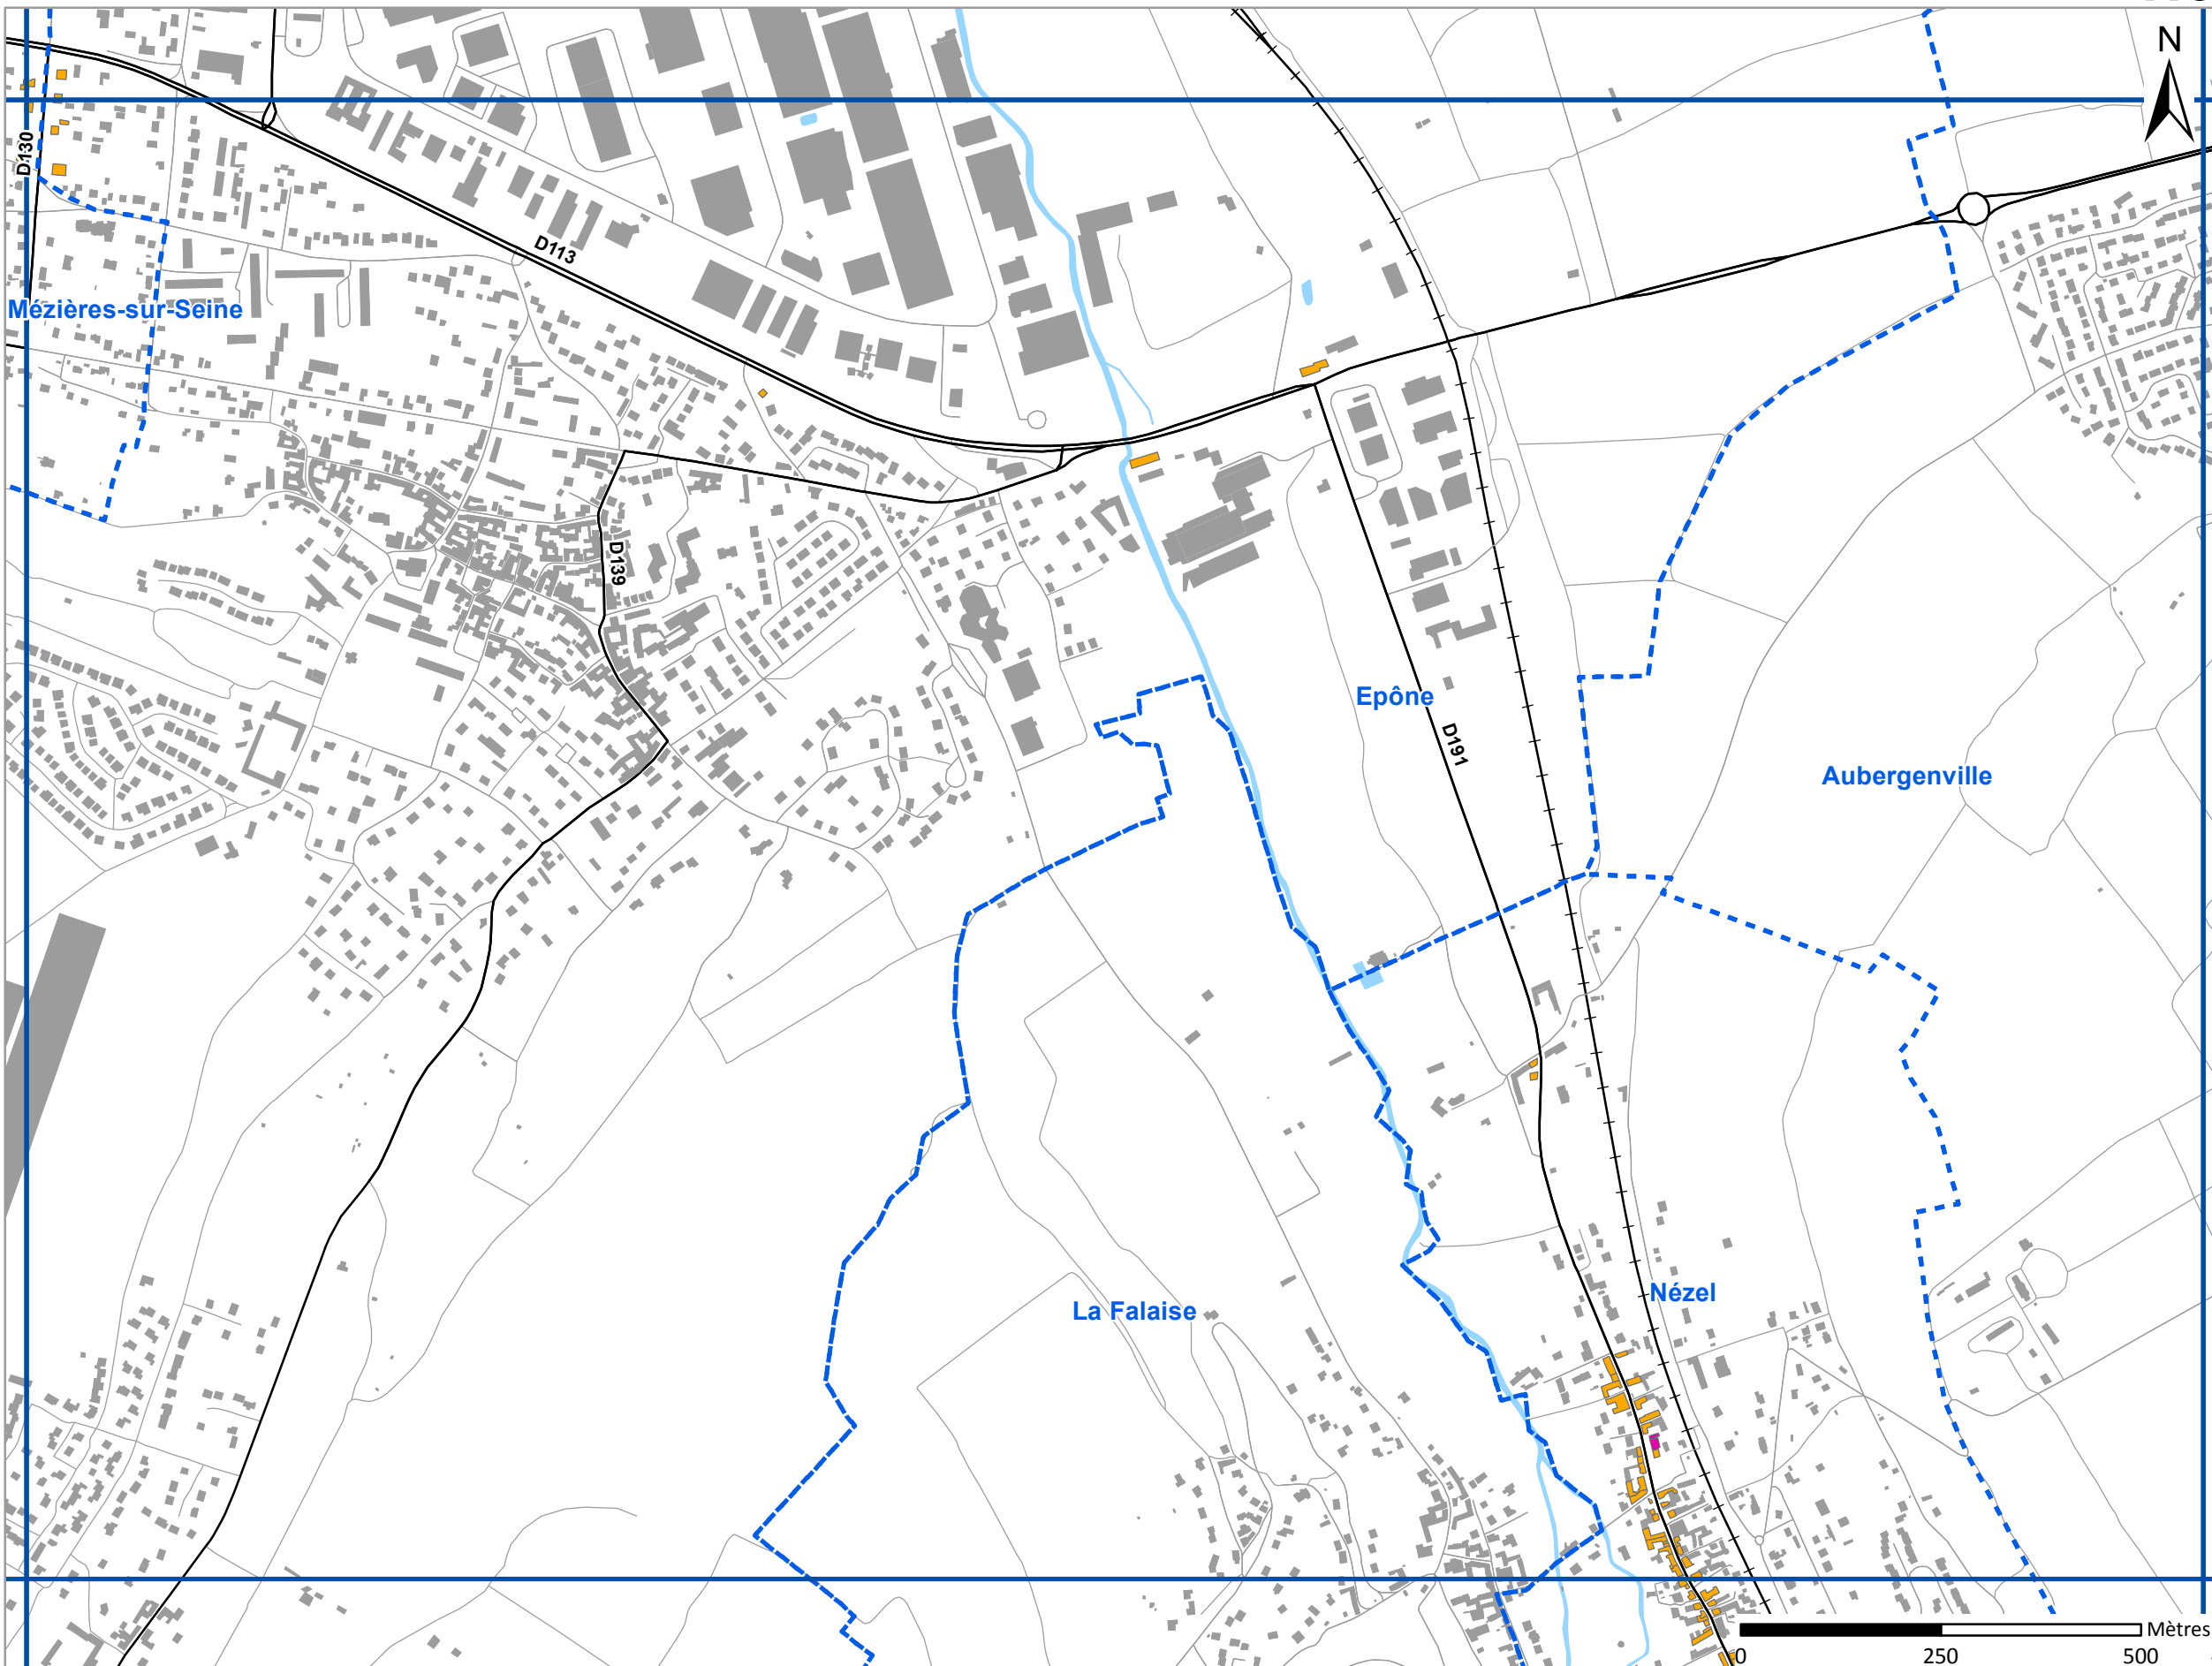 N
D130
D113
Mézières-sur-Seine
D139
Epône
D191
Aubergenville
Nézel
La Falaise
Mètres
0
250
500